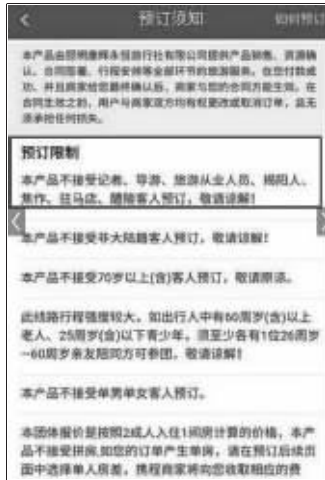 预订须知
如何预订
本产品由昆明康辉永恒旅行社有限公司提供产品销售、资源确
认、合同签署、行程安排等全部环节的旅游服务。在您付款成
功、并且商家给您最终确认后，商家与您的合同方能生效。在
合同生效之前，用户与商家双方均有权更改或取消订单，且无
须承担任何损失。
预订限制
本产品不接受记者、导游、旅游从业人员、揭阳人、
焦作、驻马店、醴陵客人预订，敬请谅解！
本产品不接受非大陆籍客人预订，敬请谅解！
本产品不接受70岁以上(含)客人预订，敬请原谅。
此线路行程强度较大。如出行人中有60周岁(含)以上
老人、25周岁(含)以下青少年，须至少各有1位26周岁
~60周岁亲友陪同方可参团，敬请谅解！
本产品不接受单男单女客人预订。
本团体报价是按照2成人入住1间房计算的价格，本产
品不接受拼房,如您的订单产生单房，请在预订后续页
面中选择单人房差，携程商家将向您收取相应的费